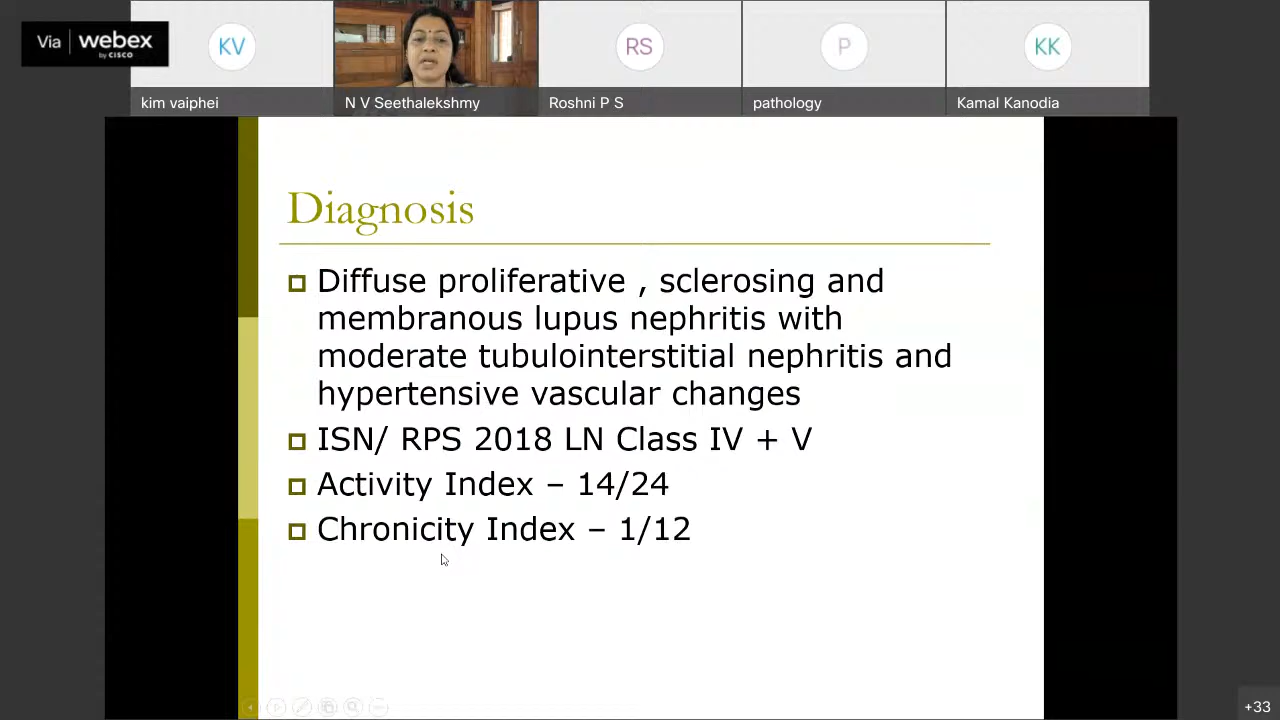 Via webex
by CISCO
KV
RS
P
KK
kim vaiphei
N V Seethalekshmy
Roshni P S
pathology
Kamal Kanodia
Diagnosis
Diffuse proliferative , sclerosing and
membranous lupus nephritis with
moderate tubulointerstitial nephritis and
hypertensive vascular changes
ISN/ RPS 2018 LN Class IV + V
Activity Index – 14/24
Chronicity Index – 1/12
+33